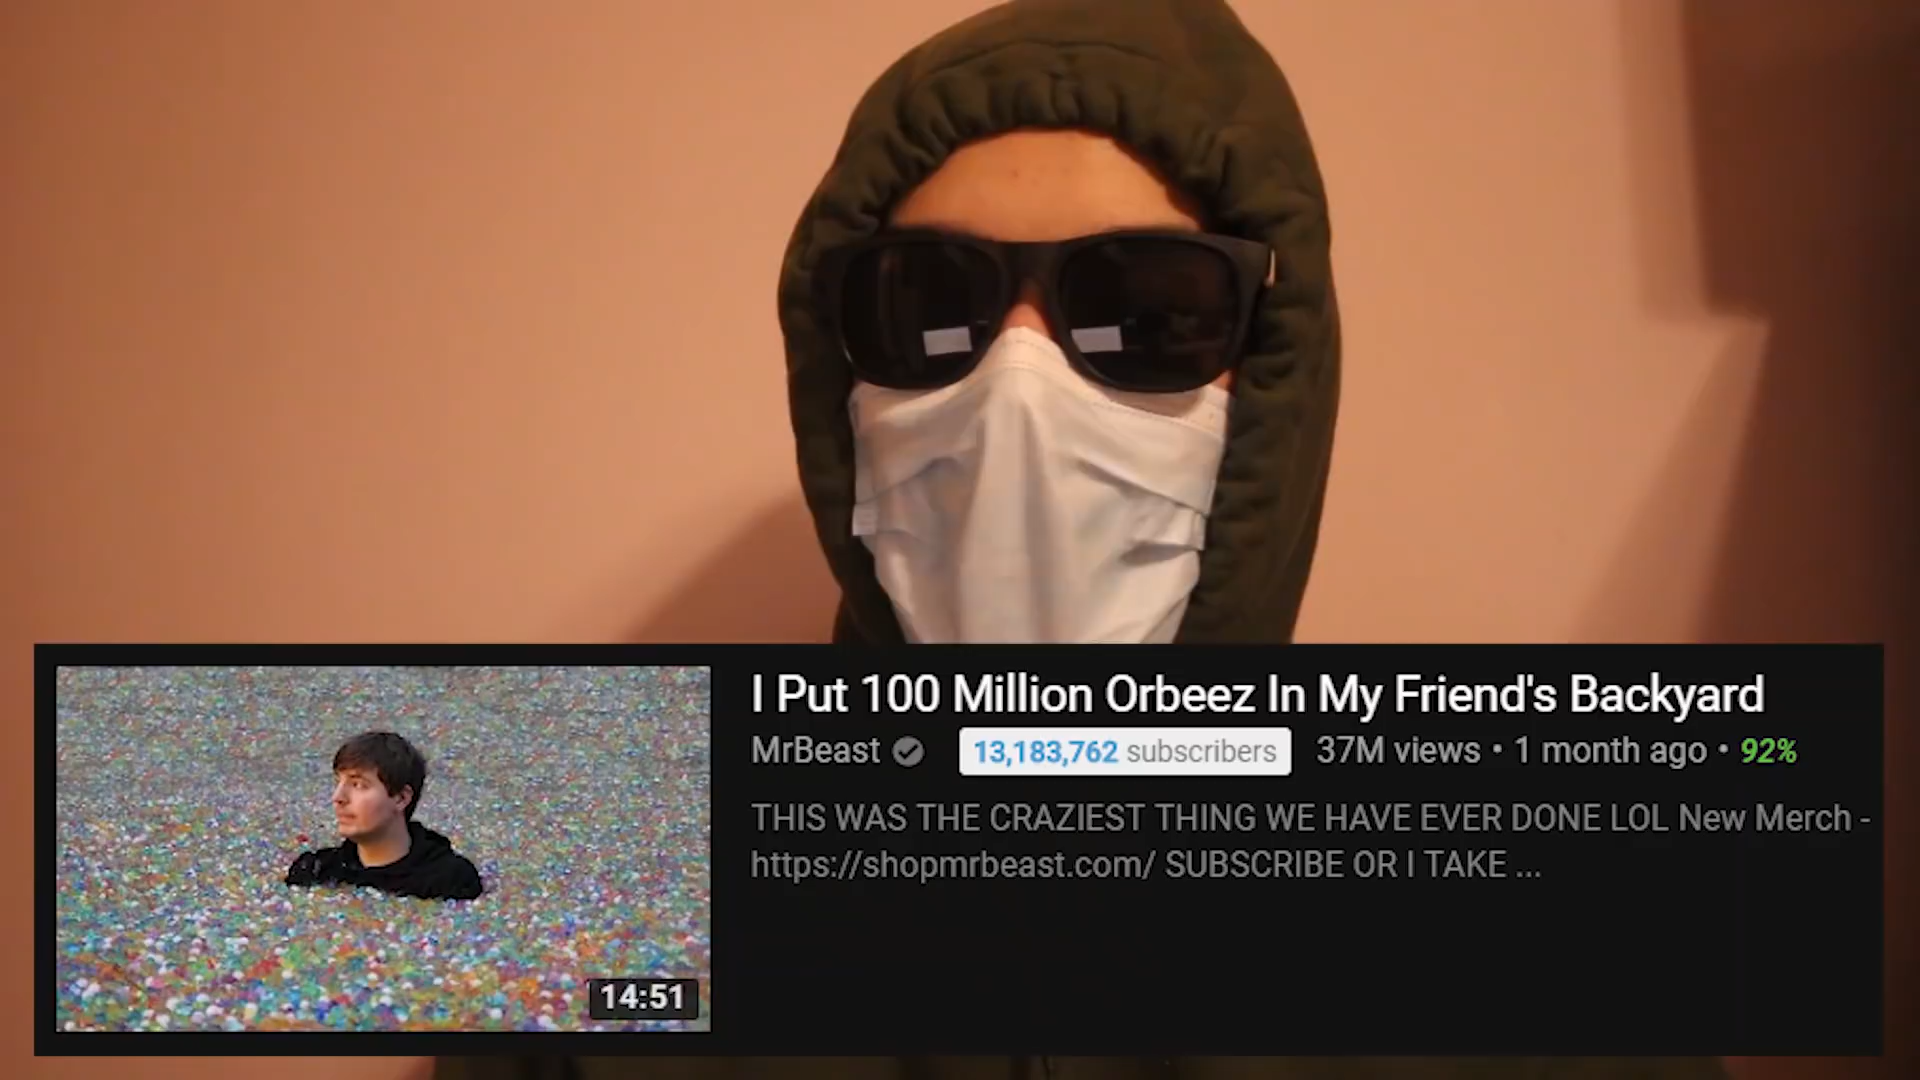 I Put 100 Million Orbeez In My Friend's Backyard
MrBeast 13,183,762 subscribers 37M views • 1 month ago • 92%
THIS WAS THE CRAZIEST THING WE HAVE EVER DONE LOL New Merch -
https://shopmrbeast.com/ SUBSCRIBE OR I TAKE ...
14:51